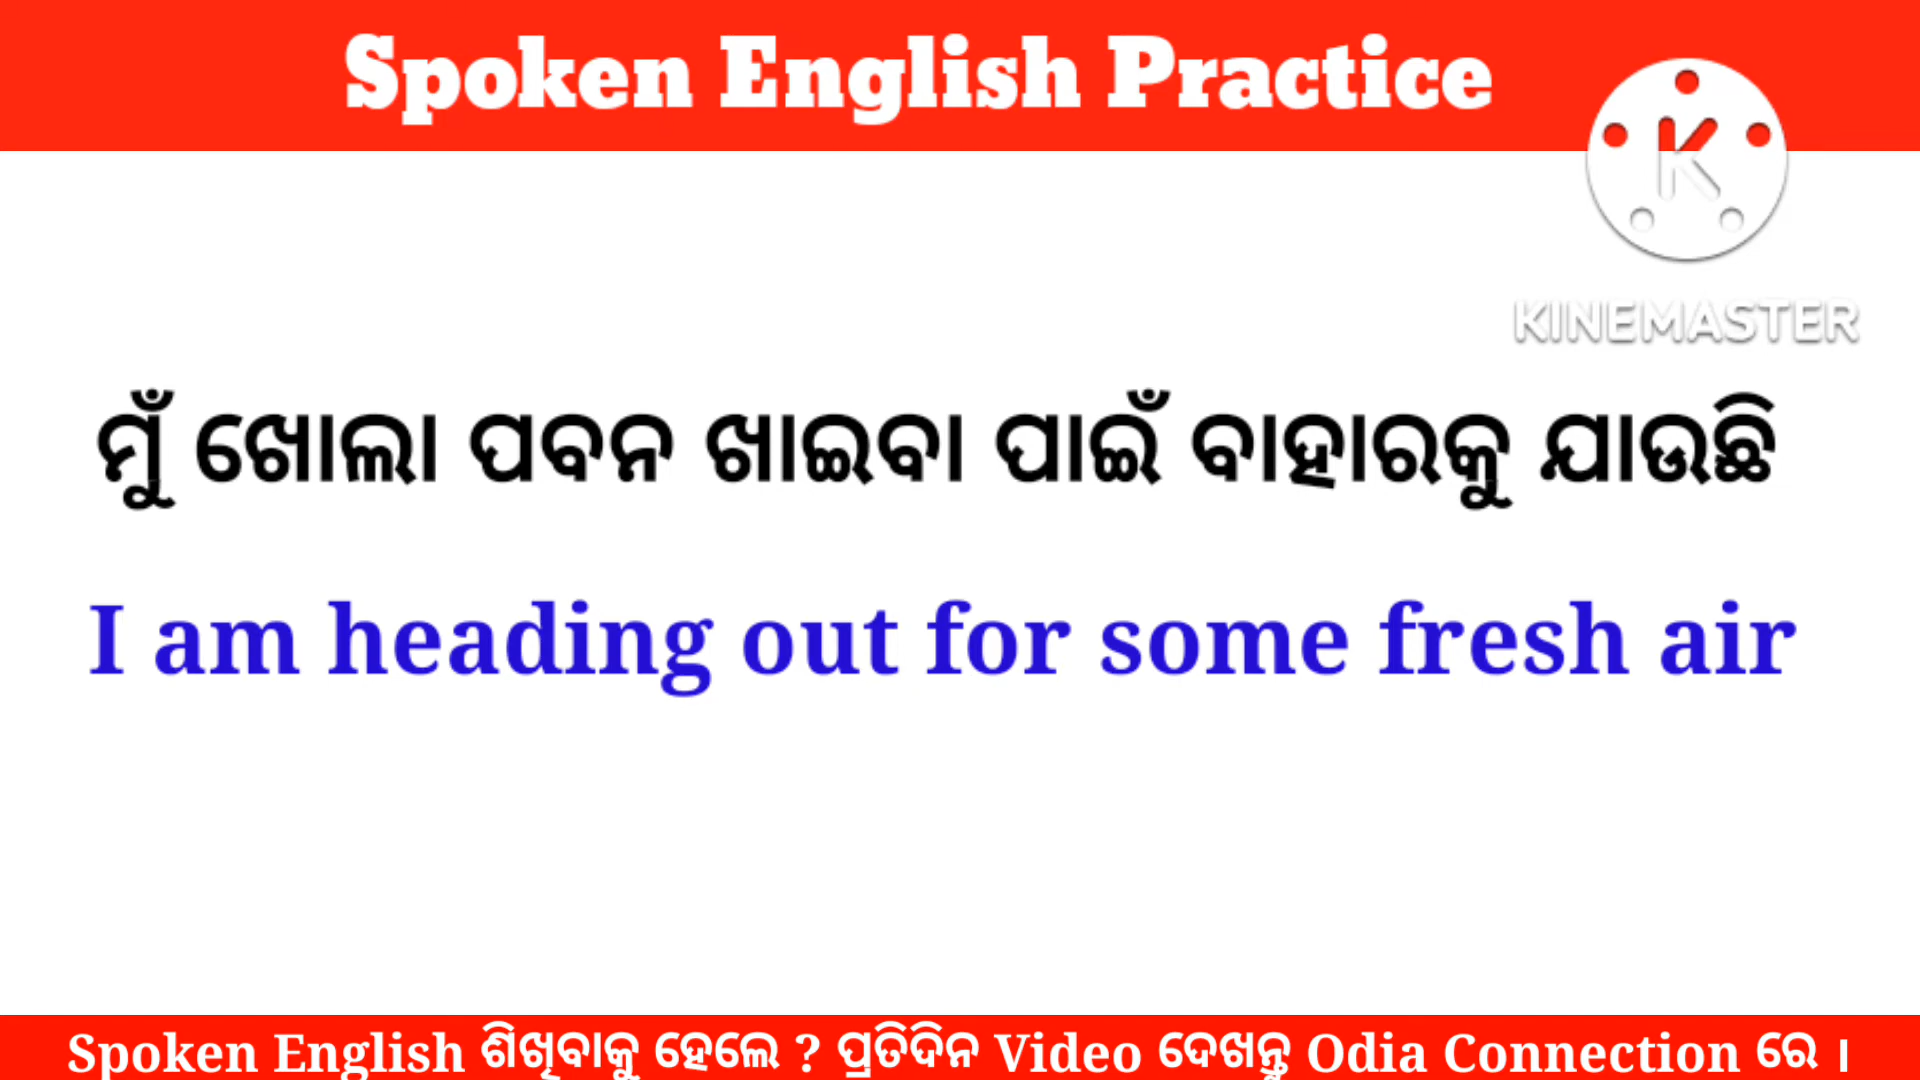 Spoken English Practice
K
KINEMASTER
ମୁଁ ଖୋଲା ପବନ ଖାଇବା ପାଇଁ ବାହାରକୁ ଯାଉଛି
I am heading out for some fresh air
Spoken English ଶିଖିବାକୁ ହେଲେ ? ପ୍ରତିଦିନ Video ଦେଖନ୍ତୁ Odia Connection ରେ ।